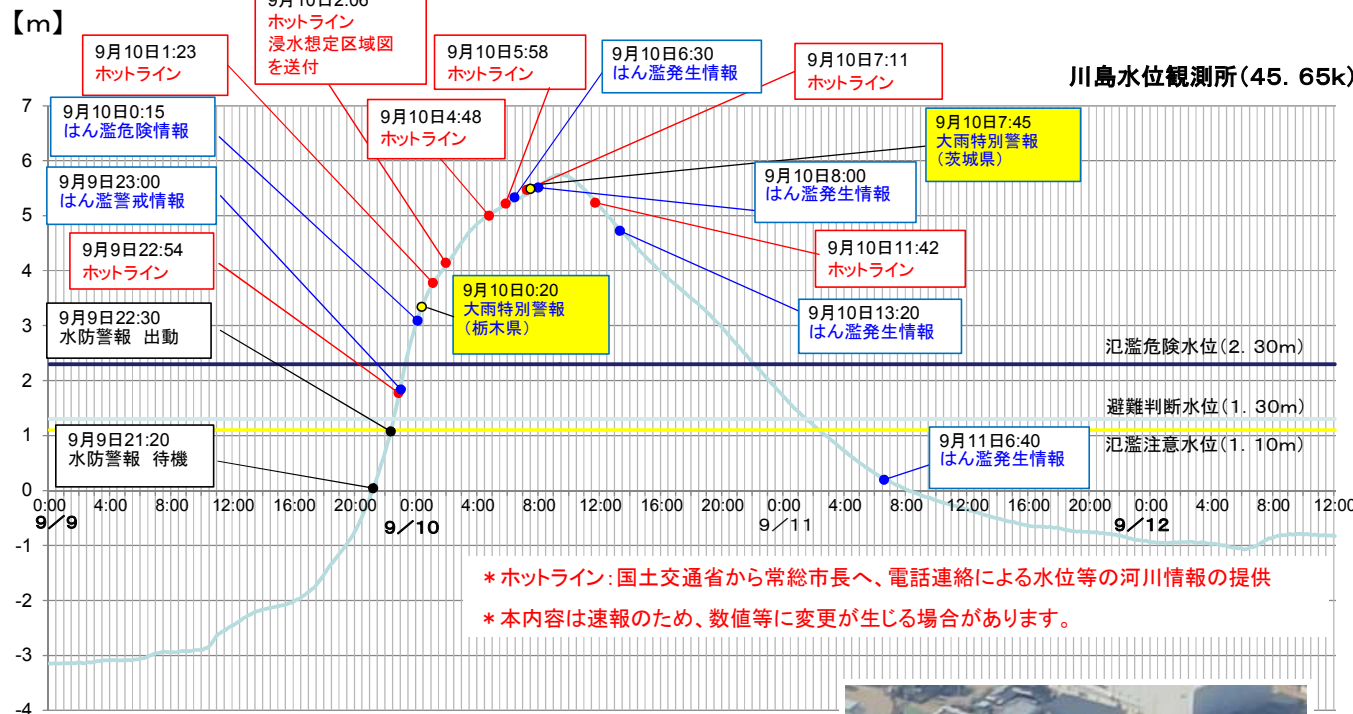 【m】
9月10日2:06
ホットライン
浸水想定区域図
を送付
9月10日1:23
ホットライン
9月10日5:58
ホットライン
9月10日6:30
はん濫発生情報
9月10日7:11
ホットライン
川島水位観測所(45. 65k)
9月10日0:15
はん濫危険情報
9月10日4:48
ホットライン
9月10日7:45
大雨特別警報
(茨城県)
9月9日23:00
はん濫警戒情報
9月10日8:00
はん濫発生情報
9月9日22:54
ホットライン
9月10日11:42
ホットライン
9月10日0:20
大雨特別警報
(栃木県)
9月9日22:30
水防警報 出動
9月10日13:20
はん濫発生情報
氾濫危険水位(2. 30m)
避難判断水位(1. 30m)
氾濫注意水位(1. 10m)
9月9日21:20
水防警報 待機
9月11日6:40
はん濫発生情報
7
6
5
4
3
2
1
0
-1
-2
-3
-4
0:00 4:00 8:00 12:00 16:00 20:00 0:00 4:00 8:00 12:00 16:00 20:00 0:00 4:00 8:00 12:00 16:00 20:00 0:00 4:00 8:00 12:00
9/9 9/10 9/11 9/12
*ホットライン:国土交通省から常総市長へ、電話連絡による水位等の河川情報の提供
*本内容は速報のため、数値等に変更が生じる場合があります。